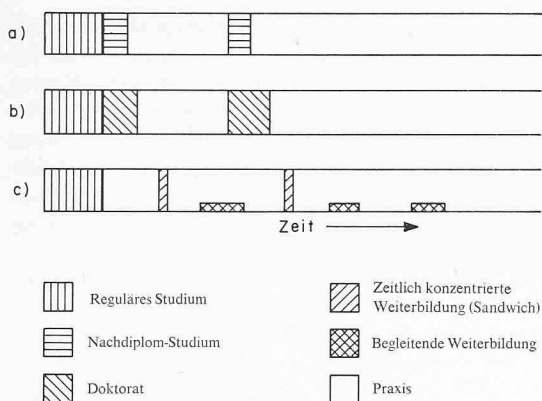 a)
b)
c)
Zeit
Reguläres Studium
Nachdiplom-Studium
Doktorat
Zeitlich konzentrierte
Weiterbildung (Sandwich)
Begleitende Weiterbildung
Praxis